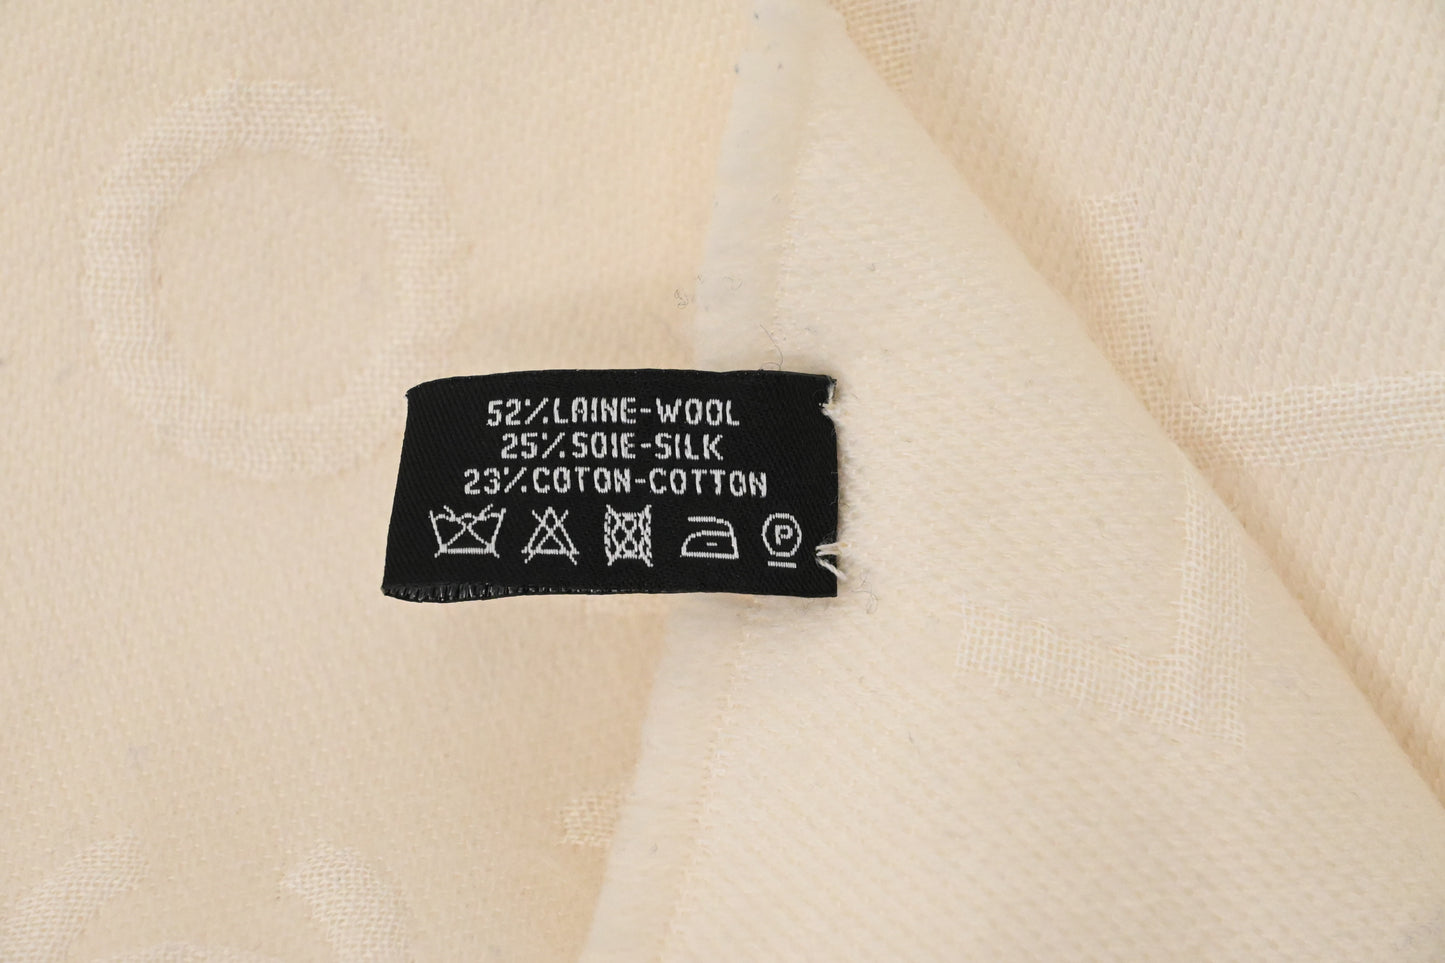 52% LAINE-WOOL
25% SOIE-SILK
23% COTON-COTTON
P